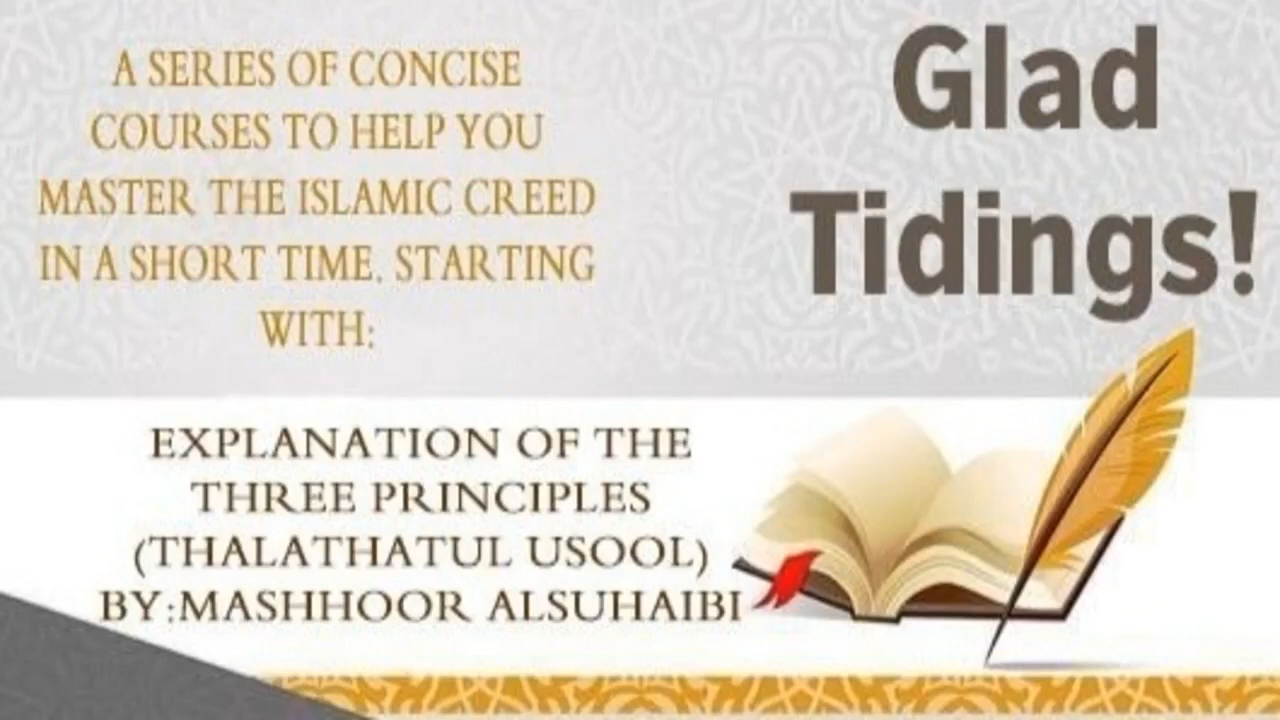 A SERIES OF CONCISE
COURSES TO HELP YOU
MASTER THE ISLAMIC CREED
IN A SHORT TIME, STARTING
WITH:
Glad
Tidings!
EXPLANATION OF THE
THREE PRINCIPLES
(THALATHATUL USOOL)
BY:MASHHOOR ALSUHAIBI